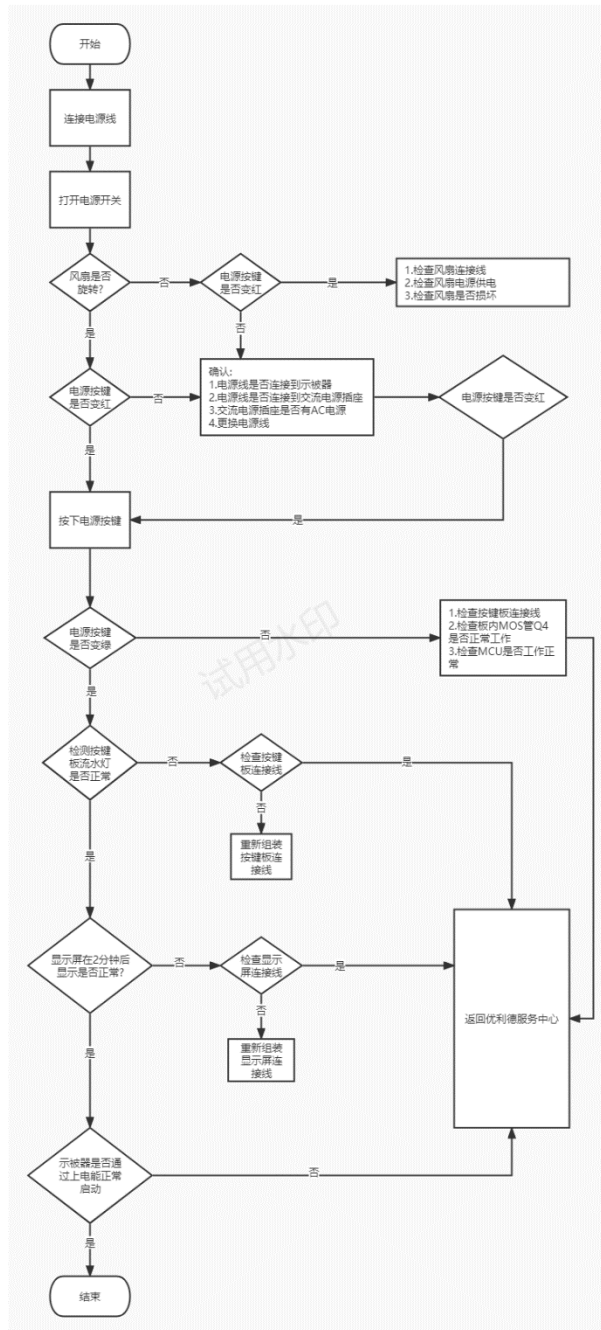 开始
连接电源线
打开电源开关
风扇是否
旋转?
否
电源按键
是否变红
是
1.检查风扇连接线
2.检查风扇电源供电
3.检查风扇是否损坏
是
否
电源按键
是否变红
否
确认:
1.电源线是否连接到示被器
2.电源线是否连接到交流电源插座
3.交流电源插座是否有AC电源
4.更换电源线
电源按键是否变红
是
按下电源按键
是
电源按键
是否变绿
否
1.检查按键板连接线
2.检查板内MOS管Q4
是否正常工作
3.检查MCU是否工作正
常
试用水印
是
检测按键
板流水灯
是否正常
否
检查按键
板连接线
是
否
重新组装
按键板连
接线
是
显示屏在2分钟后
显示是否正常?
否
检查显示
屏连接线
是
否
重新组装
显示屏连
接线
返回优利德服务中心
是
示被器是否通
过上电能正常
启动
否
是
结束